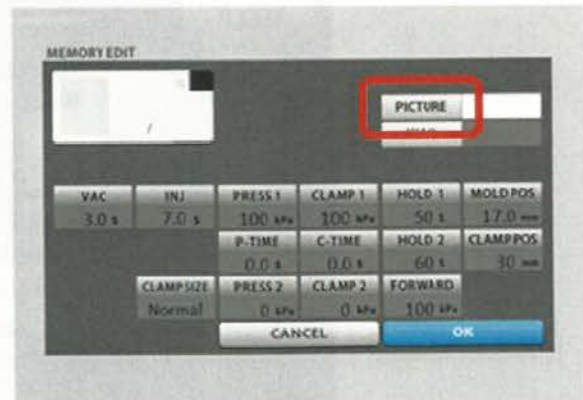 MEMORY EDIT
/
PICTURE
VAC INJ PRESS 1 CLAMP 1 HOLD 1 MOLD POS
3.0 s 7.0 s 100 kPa 100 kPa 50 s 17.0 mm
P-TIME C-TIME HOLD 2 CLAMP POS
0.0 s 0.0 s 60 s 30 mm
CLAMP SIZE PRESS 2 CLAMP 2 FORWARD
Normal 0 kPa 0 kPa 100 kPa
CANCEL OK